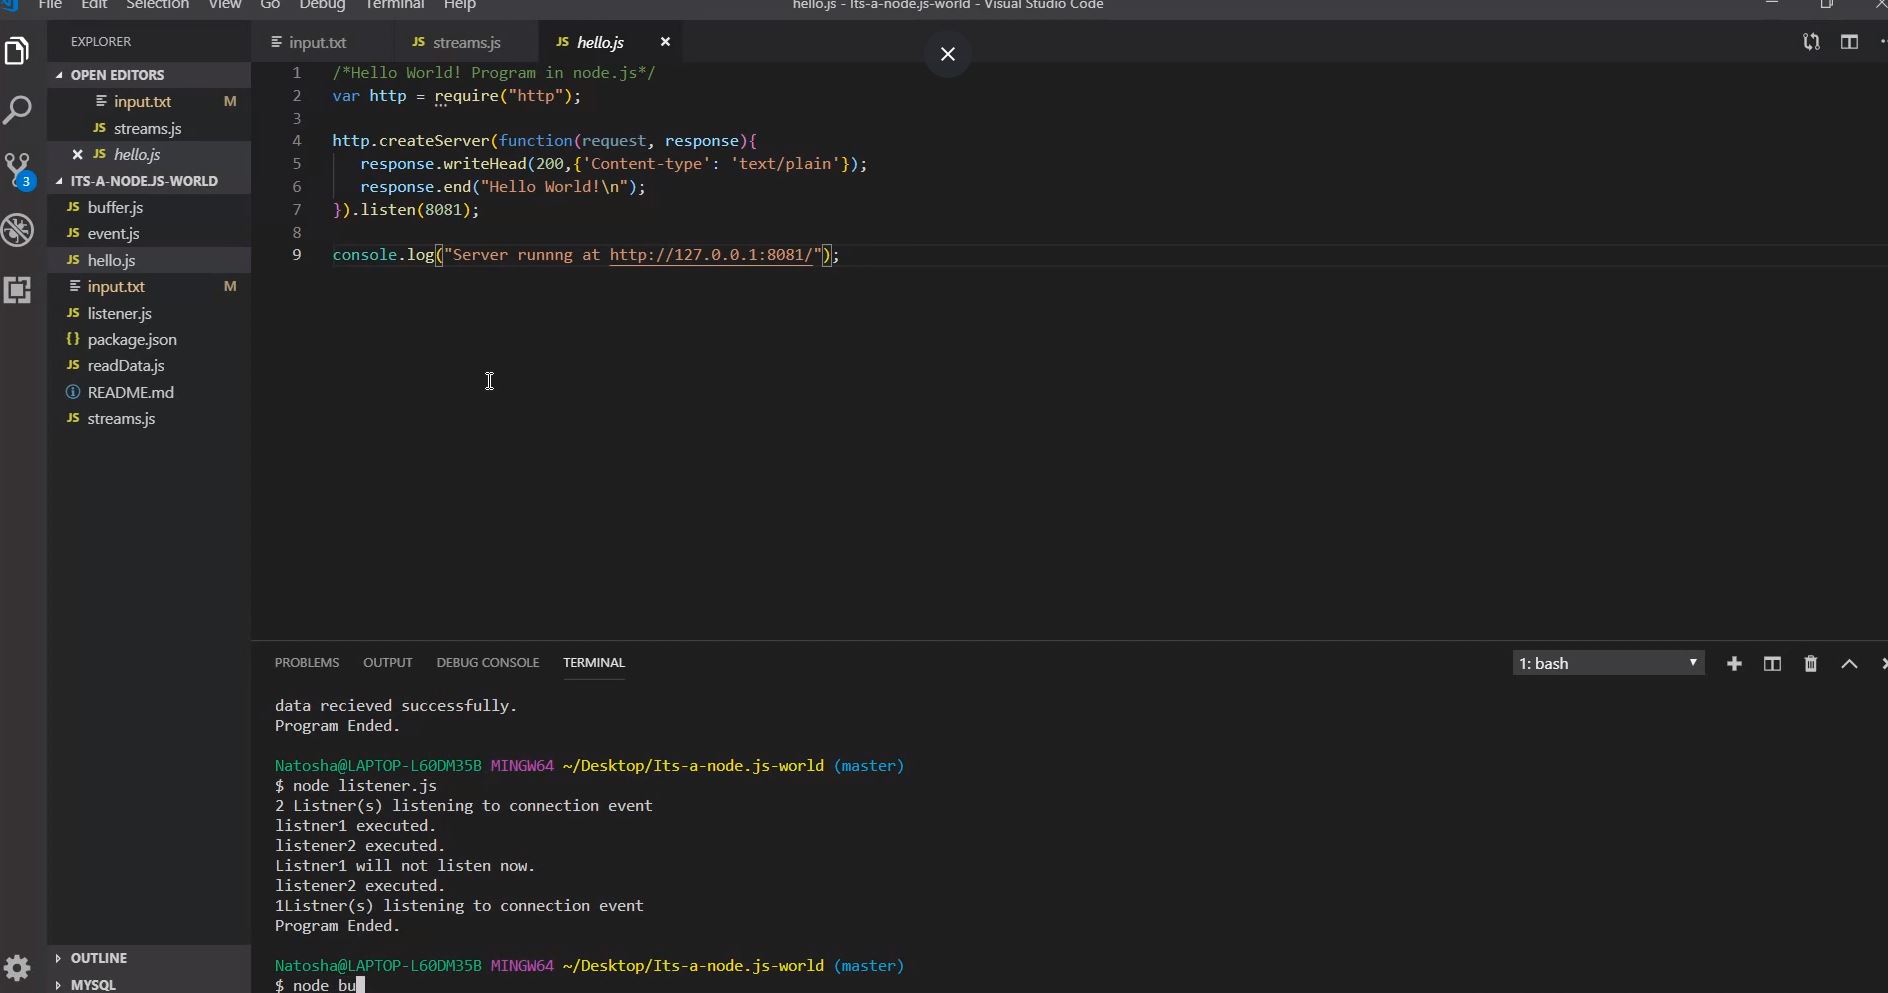 File Edit Selection View Go Debug Terminal Help
hello.js - Its-a-node.js-world - Visual Studio Code
EXPLORER
OPEN EDITORS
input.txt M
JS streams.js
JS hello.js
3
ITS-A-NODE.JS-WORLD
JS buffer.js
JS event.js
JS hello.js
input.txt M
JS listener.js
{} package.json
JS readData.js
README.md
JS streams.js
OUTLINE
MYSQL
input.txt JS streams.js JS hello.js
1 /*Hello World! Program in node.js*/
2 var http = require("http");
3
4 http.createServer(function(request, response){
5 response.writeHead(200,{'Content-type': 'text/plain'});
6 response.end("Hello World!\n");
7 }).listen(8081);
8
9 console.log("Server runnng at http://127.0.0.1:8081/");
PROBLEMS OUTPUT DEBUG CONSOLE TERMINAL
1: bash
data recieved successfully.
Program Ended.
Natosha@LAPTOP-L60DM35B MINGW64 ~/Desktop/Its-a-node.js-world (master)
$ node listener.js
2 Listner(s) listening to connection event
listner1 executed.
listener2 executed.
Listner1 will not listen now.
listener2 executed.
1Listner(s) listening to connection event
Program Ended.
Natosha@LAPTOP-L60DM35B MINGW64 ~/Desktop/Its-a-node.js-world (master)
$ node bu